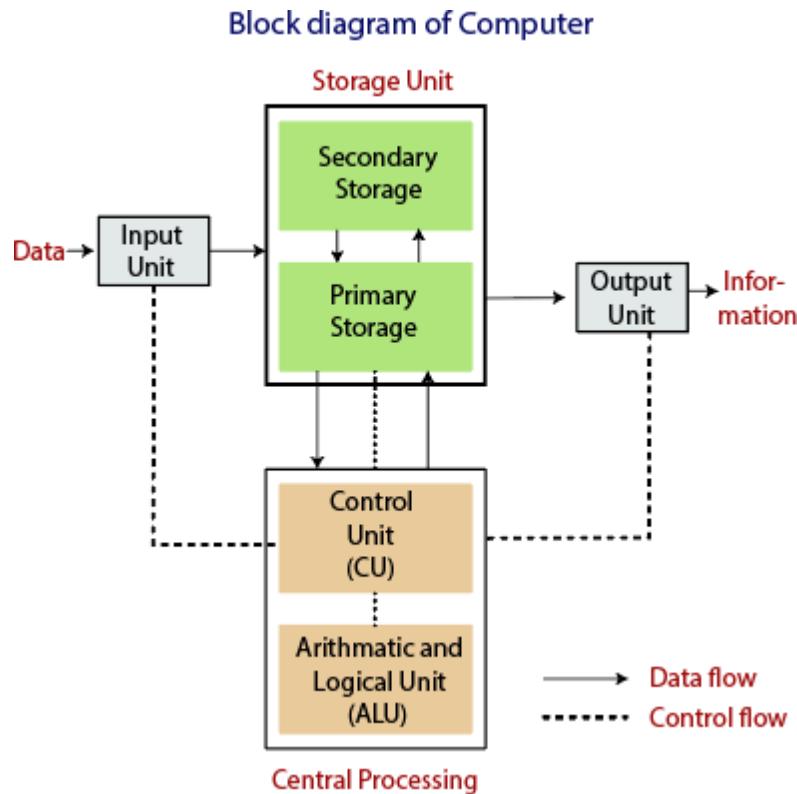 Block diagram of Computer
Storage Unit
Secondary
Storage
Data
Input
Unit
Primary
Storage
Output
Unit
Infor-
mation
Control
Unit
(CU)
Arithmatic and
Logical Unit
(ALU)
Data flow
Control flow
Central Processing